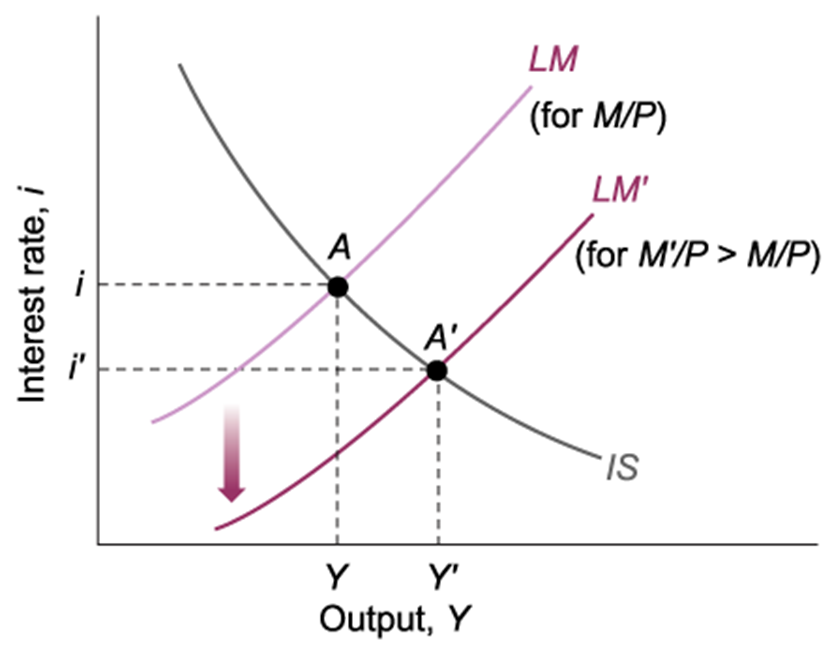 LM
(for M/P)
LM'
(for M'/P > M/P)
A
i
A'
i'
Interest rate, i
IS
Y
Y'
Output, Y